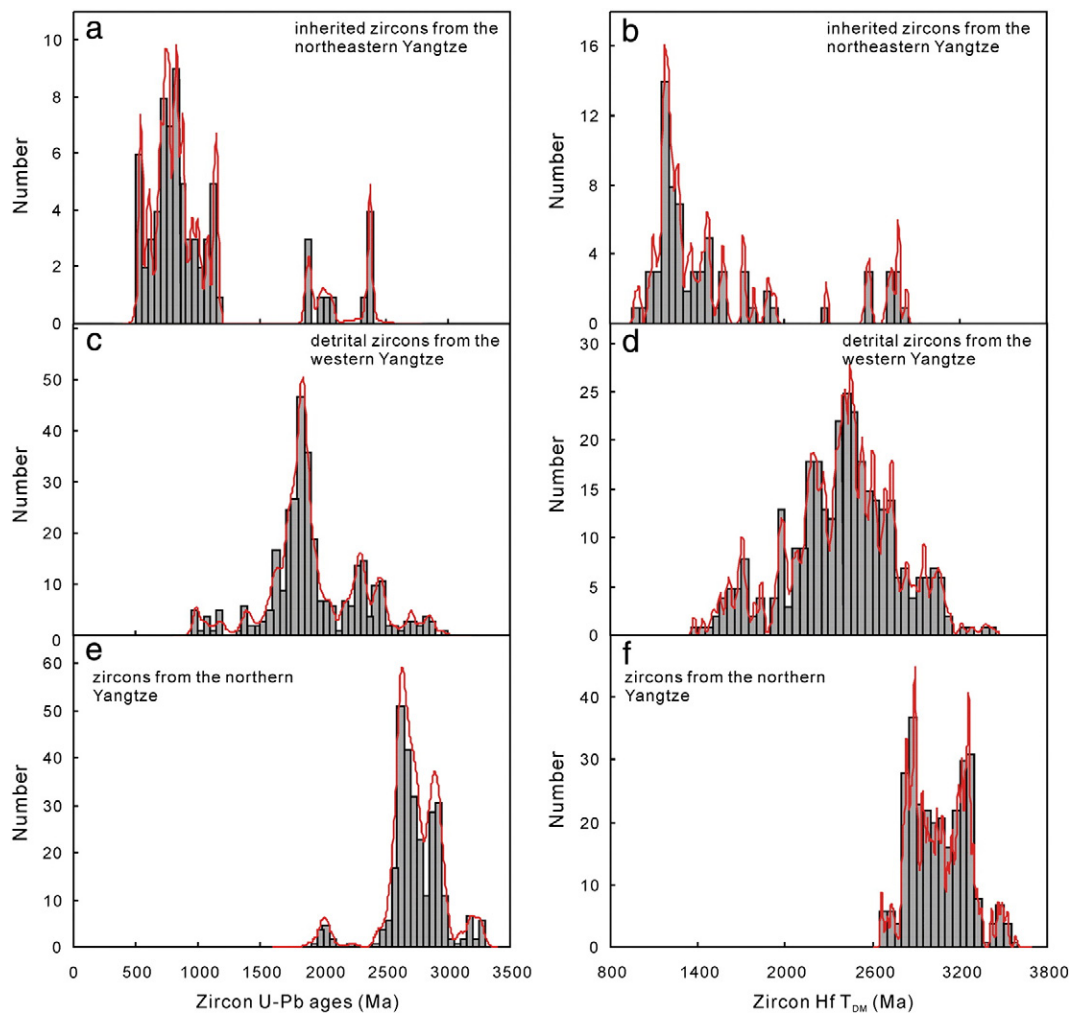 a
inherited zircons from the
northeastern Yangtze
10
8
6
4
2
0
Number
b
inherited zircons from the
northeastern Yangtze
16
12
8
4
0
Number
c
detrital zircons from the
western Yangtze
50
40
30
20
10
0
Number
d
detrital zircons from the
western Yangtze
30
25
20
15
10
5
0
Number
e
zircons from the northern
Yangtze
60
50
40
30
20
10
0
Number
f
zircons from the northern
Yangtze
40
30
20
10
0
Number
0 500 1000 1500 2000 2500 3000 3500
Zircon U-Pb ages (Ma)
800 1400 2000 2600 3200 3800
Zircon Hf T_DM (Ma)